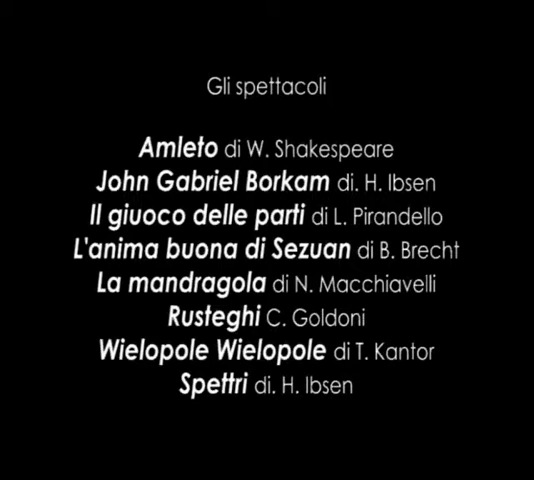 Gli spettacoli
Amleto di W. Shakespeare
John Gabriel Borkam di. H. Ibsen
Il giuoco delle parti di L. Pirandello
L'anima buona di Sezuan di B. Brecht
La mandragola di N. Macchiavelli
Rusteghi C. Goldoni
Wielopole Wielopole di T. Kantor
Spettri di. H. Ibsen